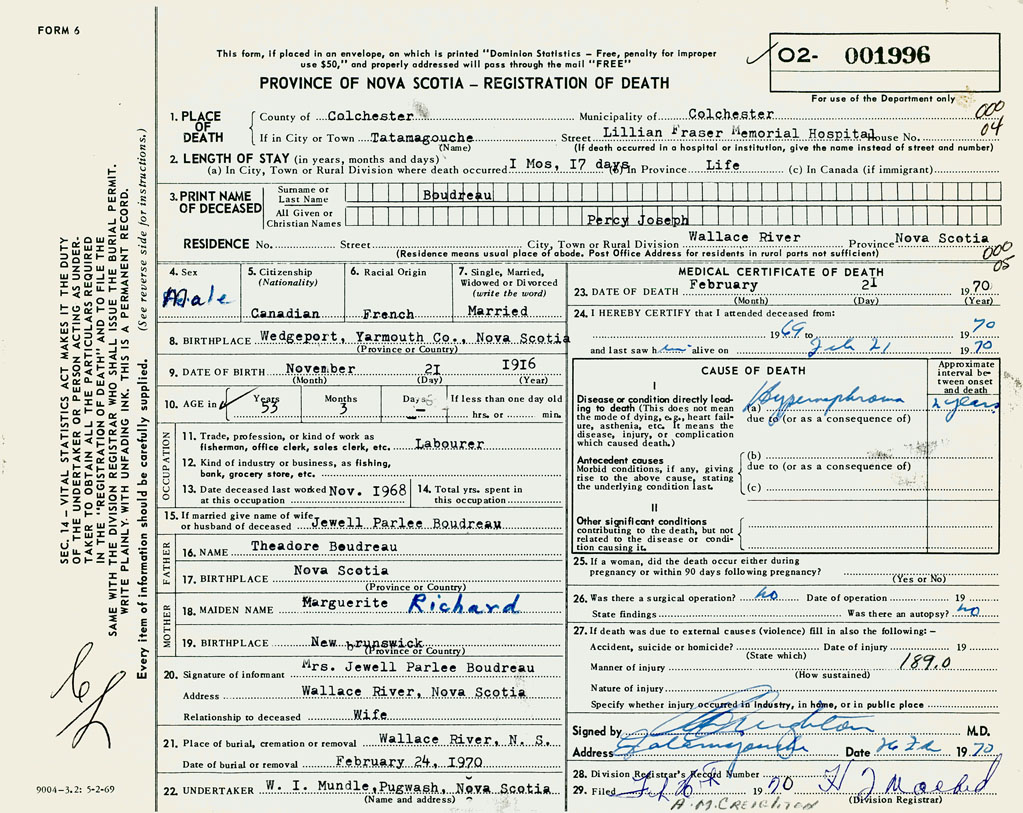 FORM 6
This form, if placed in an envelope, on which is printed "Dominion Statistics – Free, penalty for improper
use $50," and properly addressed will pass through the mail "FREE"
O2- 001996
For use of the Department only
PROVINCE OF NOVA SCOTIA – REGISTRATION OF DEATH
1. PLACE OF DEATH
County of Colchester Municipality of Colchester 000
If in City or Town Tatamagouche Street Lillian Fraser Memorial Hospital House No. 04
(Name) (If death occurred in a hospital or institution, give the name instead of street and number)
2. LENGTH OF STAY (in years, months and days)
(a) In City, Town or Rural Division where death occurred I Mos, I7 days (b) in Province Life (c) In Canada (if immigrant)
3. PRINT NAME OF DECEASED
Surname or Last Name Boudreau
All Given or Christian Names Percy Joseph
RESIDENCE No. Street City, Town or Rural Division Wallace River Province Nova Scotia
(Residence means usual place of abode. Post Office Address for residents in rural parts not sufficient) 000
05
4. Sex Male
5. Citizenship (Nationality) Canadian
6. Racial Origin French
7. Single, Married, Widowed or Divorced (write the word) Married
8. BIRTHPLACE Wedgeport, Yarmouth Co., Nova Scotia
(Province or Country)
9. DATE OF BIRTH November 2I I9I6
(Month) (Day) (Year)
10. AGE in Years 53 Months 3 Days If less than one day old
hrs. or min.
OCCUPATION
11. Trade, profession, or kind of work as
fisherman, office clerk, sales clerk, etc. Labourer
12. Kind of industry or business, as fishing,
bank, grocery store, etc.
13. Date deceased last worked at this occupation Nov. I968
14. Total yrs. spent in this occupation
15. If married give name of wife
or husband of deceased Jewell Parlee Boudreau
FATHER
16. NAME Theadore Boudreau
17. BIRTHPLACE Nova Scotia
(Province or Country)
MOTHER
18. MAIDEN NAME Marguerite Richard
19. BIRTHPLACE New brunswick
(Province or Country)
20. Signature of informant Mrs. Jewell Parlee Boudreau
Address Wallace River, Nova Scotia
Relationship to deceased Wife
21. Place of burial, cremation or removal Wallace River, N. S.
Date of burial or removal February 24, I970
22. UNDERTAKER W. I. Mundle, Pugwash, Nova Scotia
(Name and address)
MEDICAL CERTIFICATE OF DEATH
23. DATE OF DEATH February 2I 1970
(Month) (Day) (Year)
24. I HEREBY CERTIFY that I attended deceased from:
1969 to 1970
and last saw him alive on Feb 21 1970
CAUSE OF DEATH
Approximate interval between onset and death
I
Disease or condition directly leading to death (This does not mean
the mode of dying, e.g., heart failure, asthenia, etc. It means the
disease, injury, or complication
which caused death.)
(a) Hypernephroma 2 years
due to (or as a consequence of)
Antecedent causes
Morbid conditions, if any, giving
rise to the above cause, stating
the underlying condition last.
(b)
due to (or as a consequence of)
(c)
II
Other significant conditions
contributing to the death, but not
related to the disease or condition causing it.
25. If a woman, did the death occur either during
pregnancy or within 90 days following pregnancy?
(Yes or No)
26. Was there a surgical operation? no Date of operation 19
State findings Was there an autopsy? no
27. If death was due to external causes (violence) fill in also the following: –
Accident, suicide or homicide? Date of injury 19
(State which)
Manner of injury 189.0
(How sustained)
Nature of injury
Specify whether injury occurred in industry, in home, or in public place
Signed by Creighton M.D.
Address Tatamagouche Date 26 Feb 1970
28. Division Registrar's Record Number
29. Filed Feb 1970
(Division Registrar)
A.M. CREIGHTON
SEC. 14 – VITAL STATISTICS ACT MAKES IT THE DUTY
OF THE UNDERTAKER OR PERSON ACTING AS UNDERTAKER
TO OBTAIN ALL THE PARTICULARS REQUIRED
IN THE "REGISTRATION OF DEATH" AND TO FILE THE
SAME WITH THE DIVISION REGISTRAR WHO SHALL ISSUE THE BURIAL PERMIT.
WRITE PLAINLY WITH UNFADING INK. THIS IS A PERMANENT RECORD.
Every item of information should be carefully supplied. (See reverse side for instructions.)
9004-3.2: 5-2-69